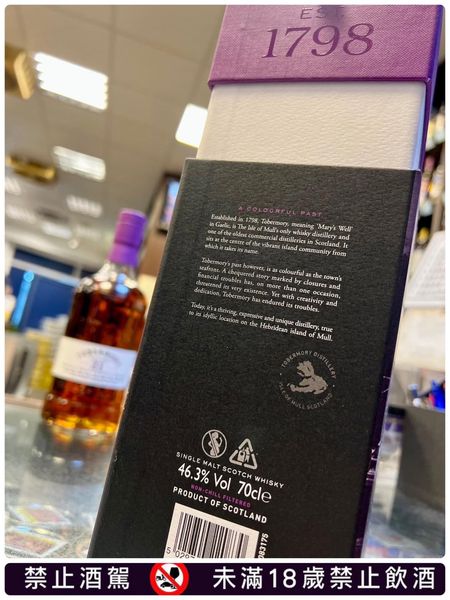 ES
1798
A COLOURFUL PAST
Established in 1798, Tobermory, meaning 'Mary's Well'
in Gaelic, is The Isle of Mull's only whisky distillery and
one of the oldest commercial distilleries in Scotland. It
sits at the centre of the vibrant island community from
which it takes its name.
Tobermory's past however, is as colourful as the town's
seafront. A chequered story marked by closures and
financial troubles has, on more than one occasion,
threatened its very existence. Yet with creativity and
dedication, Tobermory has endured its troubles.
Today, it's a thriving, expressive and unique distillery, true
to its idyllic location on the Hebridean island of Mull.
TOBERMORY DISTILLERY
ISLE OF MULL SCOTLAND
SINGLE MALT SCOTCH WHISKY
46.3% Vol 70cl e
NON-CHILL FILTERED
PRODUCT OF SCOTLAND
TOBERMORY
禁止酒駕 未滿18歲禁止飲酒